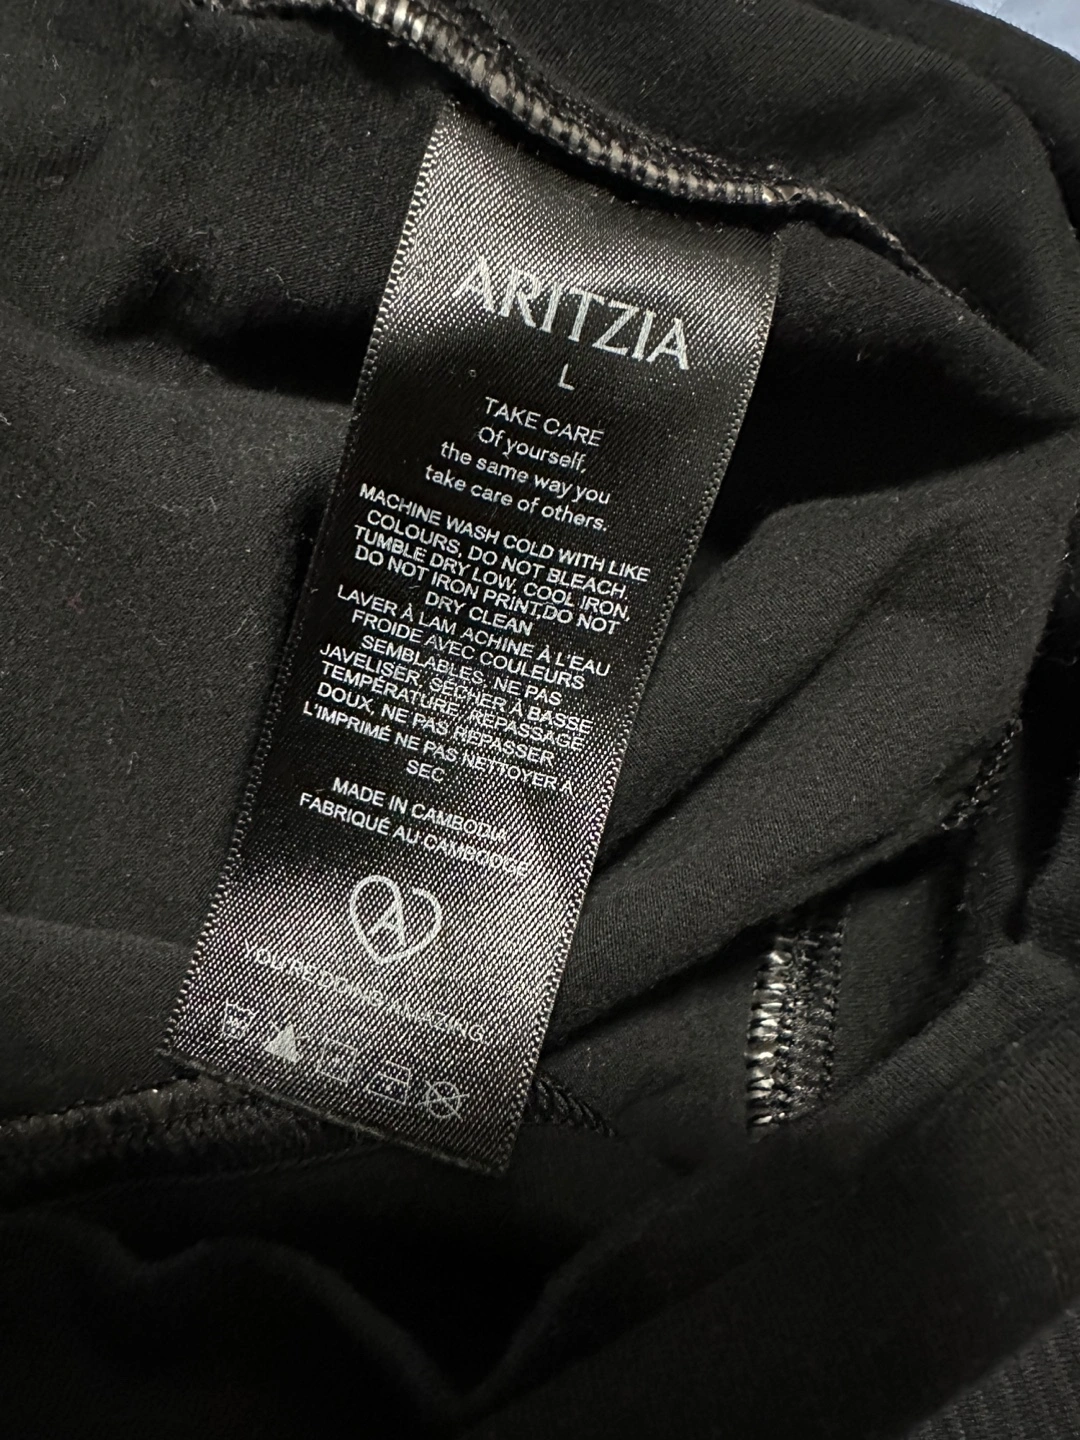 ARITZIA
L
TAKE CARE
Of yourself,
the same way you
take care of others.
MACHINE WASH COLD WITH LIKE
COLOURS, DO NOT BLEACH,
TUMBLE DRY LOW, COOL IRON,
DO NOT IRON PRINT,DO NOT
DRY CLEAN
LAVER À LAM ACHINE À L'EAU
FROIDE AVEC COULEURS
SEMBLABLES, NE PAS
JAVELISER, SÉCHER À BASSE
TEMPÉRATURE, REPASSAGE
DOUX, NE PAS REPASSER
L'IMPRIMÉ NE PAS NETTOYER À
SEC
MADE IN CAMBODIA
FABRIQUÉ AU CAMBODGE
A
YOU'RE DOING AMAZING